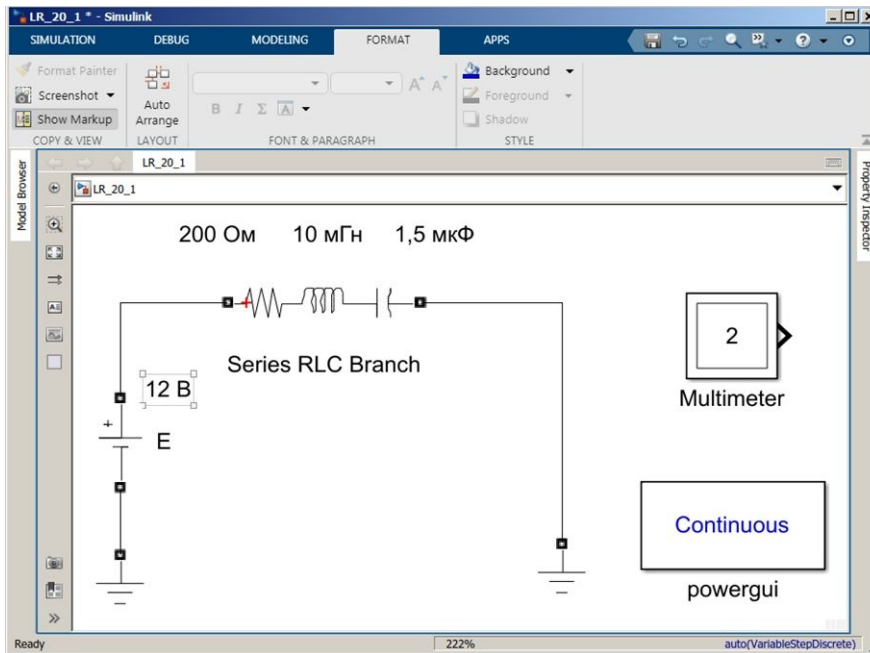 LR_20_1 * - Simulink
SIMULATION DEBUG MODELING FORMAT APPS
Format Painter
Screenshot
Show Markup
COPY & VIEW
Auto
Arrange
LAYOUT
B I Σ A A A
FONT & PARAGRAPH
Background
Foreground
Shadow
STYLE
Model Browser
LR_20_1
LR_20_1
Property Inspector
200 Ом 10 мГн 1,5 мкФ
Series RLC Branch
12 В
+
E
2
Multimeter
Continuous
powergui
Ready 222% auto(VariableStepDiscrete)